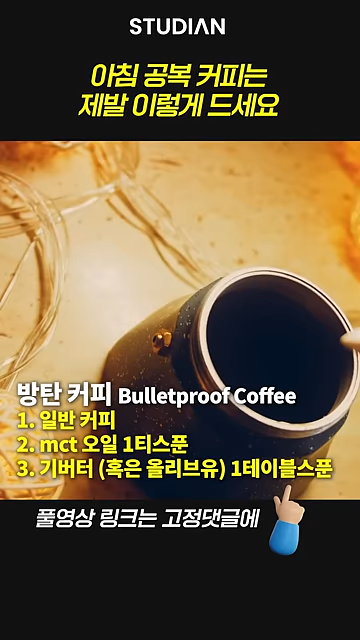 STUDIAN
아침 공복 커피는
제발 이렇게 드세요
방탄 커피 Bulletproof Coffee
1. 일반 커피
2. mct 오일 1티스푼
3. 기버터 (혹은 올리브유) 1테이블스푼
풀영상 링크는 고정댓글에